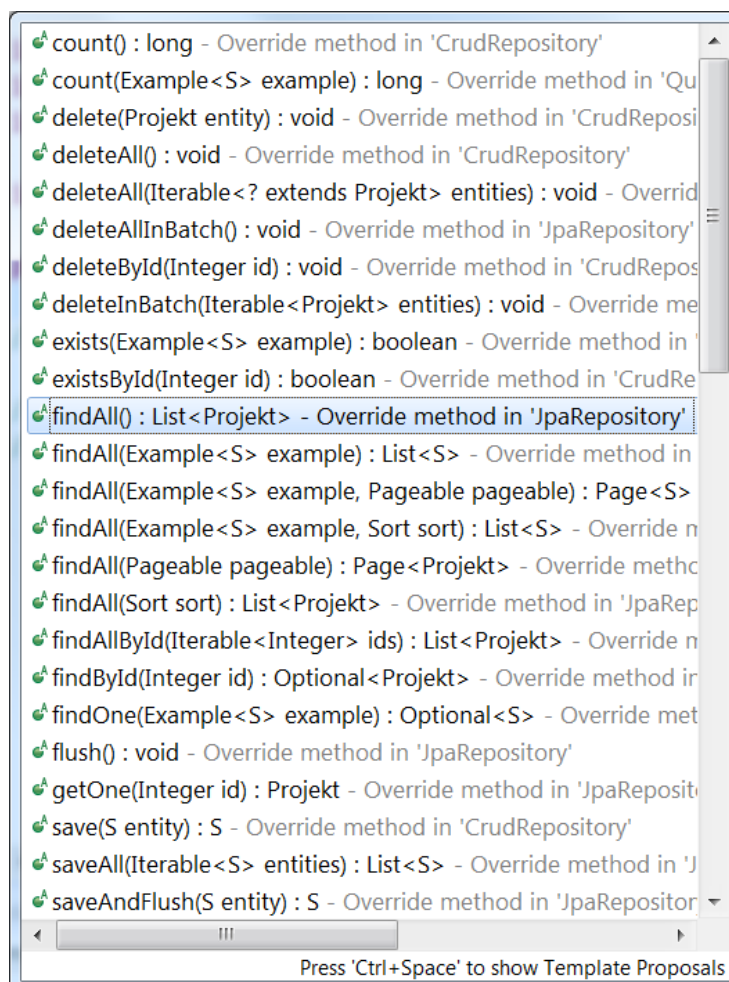 count() : long - Override method in 'CrudRepository'
count(Example<S> example) : long - Override method in 'Qu
delete(Projekt entity) : void - Override method in 'CrudReposi
deleteAll() : void - Override method in 'CrudRepository'
deleteAll(Iterable<? extends Projekt> entities) : void - Overrid
deleteAllInBatch() : void - Override method in 'JpaRepository'
deleteById(Integer id) : void - Override method in 'CrudRepos
deleteInBatch(Iterable<Projekt> entities) : void - Override me
exists(Example<S> example) : boolean - Override method in '
existsById(Integer id) : boolean - Override method in 'CrudRe
findAll() : List<Projekt> - Override method in 'JpaRepository'
findAll(Example<S> example) : List<S> - Override method in
findAll(Example<S> example, Pageable pageable) : Page<S>
findAll(Example<S> example, Sort sort) : List<S> - Override m
findAll(Pageable pageable) : Page<Projekt> - Override methc
findAll(Sort sort) : List<Projekt> - Override method in 'JpaRep
findAllById(Iterable<Integer> ids) : List<Projekt> - Override m
findById(Integer id) : Optional<Projekt> - Override method in
findOne(Example<S> example) : Optional<S> - Override met
flush() : void - Override method in 'JpaRepository'
getOne(Integer id) : Projekt - Override method in 'JpaReposit
save(S entity) : S - Override method in 'CrudRepository'
saveAll(Iterable<S> entities) : List<S> - Override method in 'J
saveAndFlush(S entity) : S - Override method in 'JpaRepositor
Press 'Ctrl+Space' to show Template Proposals